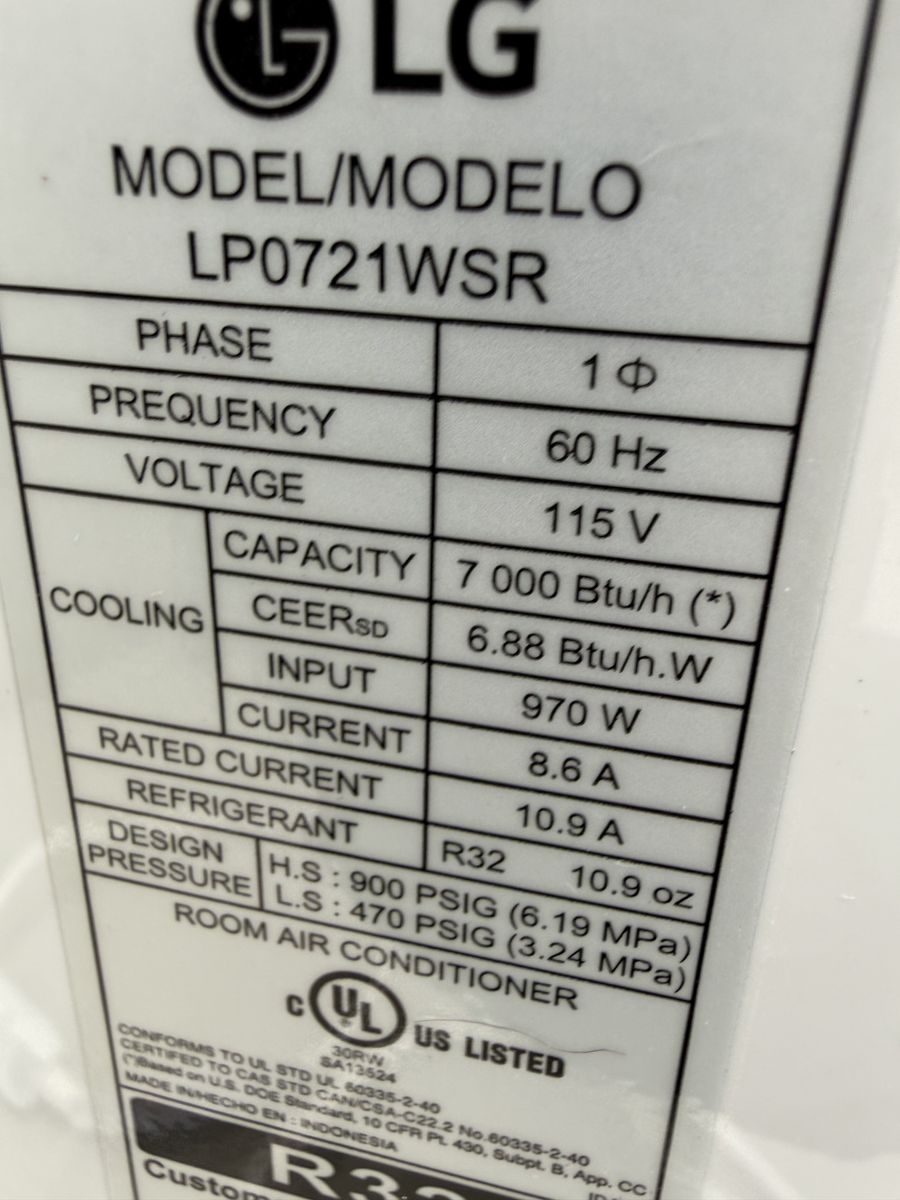 LG
MODEL/MODELO
LP0721WSR
PHASE 1 Φ
PREQUENCY 60 Hz
VOLTAGE 115 V
COOLING
CAPACITY 7 000 Btu/h (*)
CEERSD 6.88 Btu/h.W
INPUT 970 W
CURRENT 8.6 A
RATED CURRENT 10.9 A
REFRIGERANT R32 10.9 oz
DESIGN PRESSURE
H.S : 900 PSIG (6.19 MPa)
L.S : 470 PSIG (3.24 MPa)
ROOM AIR CONDITIONER
C UL ® US LISTED
30RW
SA13524
CONFORMS TO UL STD UL 60335-2-40
CERTIFED TO CAS STD CAN/CSA-C22.2 No.60335-2-40
(*)Based on U.S. DOE Standard, 10 CFR Pt. 430, Subpt. B, App. CC
MADE IN/HECHO EN : INDONESIA
R32